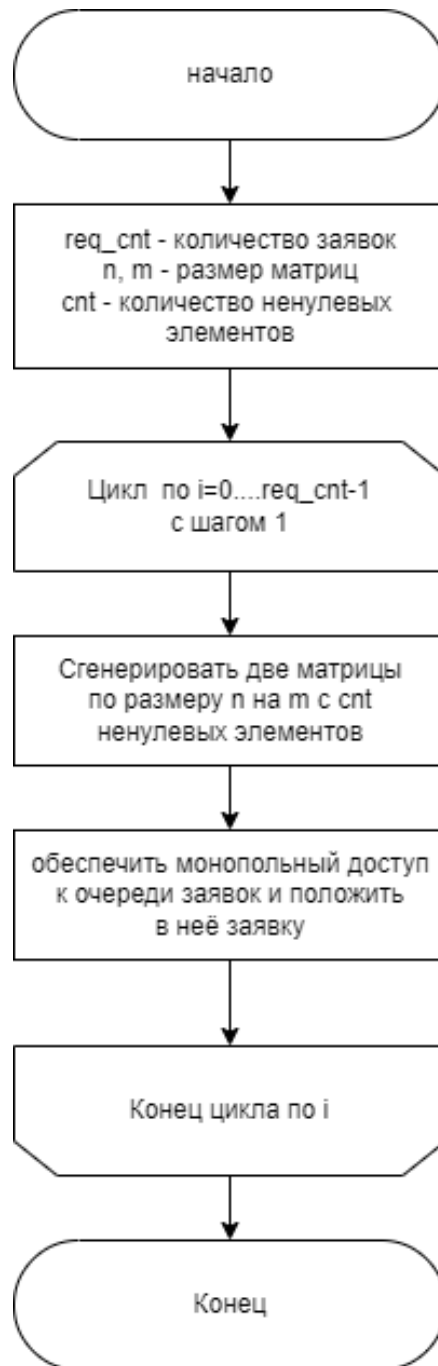 начало
req_cnt - количество заявок
n, m - размер матриц
cnt - количество ненулевых
элементов
Цикл по i=0....req_cnt-1
с шагом 1
Сгенерировать две матрицы
по размеру n на m с cnt
ненулевых элементов
обеспечить монопольный доступ
к очереди заявок и положить
в неё заявку
Конец цикла по i
Конец